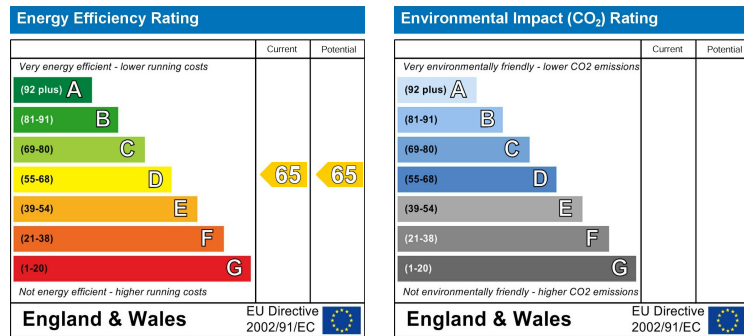 Energy Efficiency Rating
Current Potential
Very energy efficient - lower running costs
(92 plus) A
(81-91) B
(69-80) C
(55-68) D 65 65
(39-54) E
(21-38) F
(1-20) G
Not energy efficient - higher running costs
England & Wales
EU Directive
2002/91/EC
Environmental Impact (CO₂) Rating
Current Potential
Very environmentally friendly - lower CO2 emissions
(92 plus) A
(81-91) B
(69-80) C
(55-68) D
(39-54) E
(21-38) F
(1-20) G
Not environmentally friendly - higher CO2 emissions
England & Wales
EU Directive
2002/91/EC